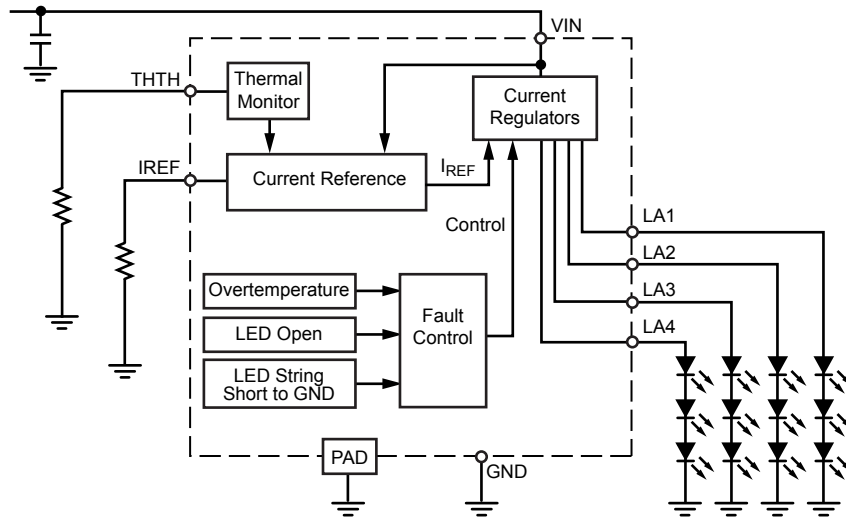 VIN
THTH
Thermal
Monitor
Current
Regulators
IREF
Current Reference
IREF
Control
LA1
LA2
LA3
LA4
Overtemperature
LED Open
LED String
Short to GND
Fault
Control
PAD
GND